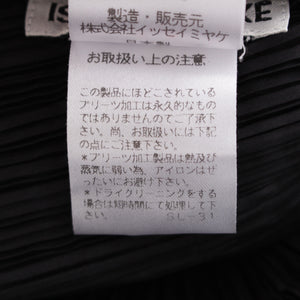 IS KE
製造・販売元
株式会社イッセイミヤケ
日本製
お取扱い上の注意
この製品にほどこされている
プリーツ加工は永久的なもの
ではありませんのでご了承下
さい。尚、お取扱いには下記
の点にご注意下さい。
*プリーツ加工製品は熱及び
蒸気に弱い為、アイロンはぜ
ったいにおさけ下さい。
*ドライクリーニングをする
場合は短時間にて処理して下
さい。 SL-31